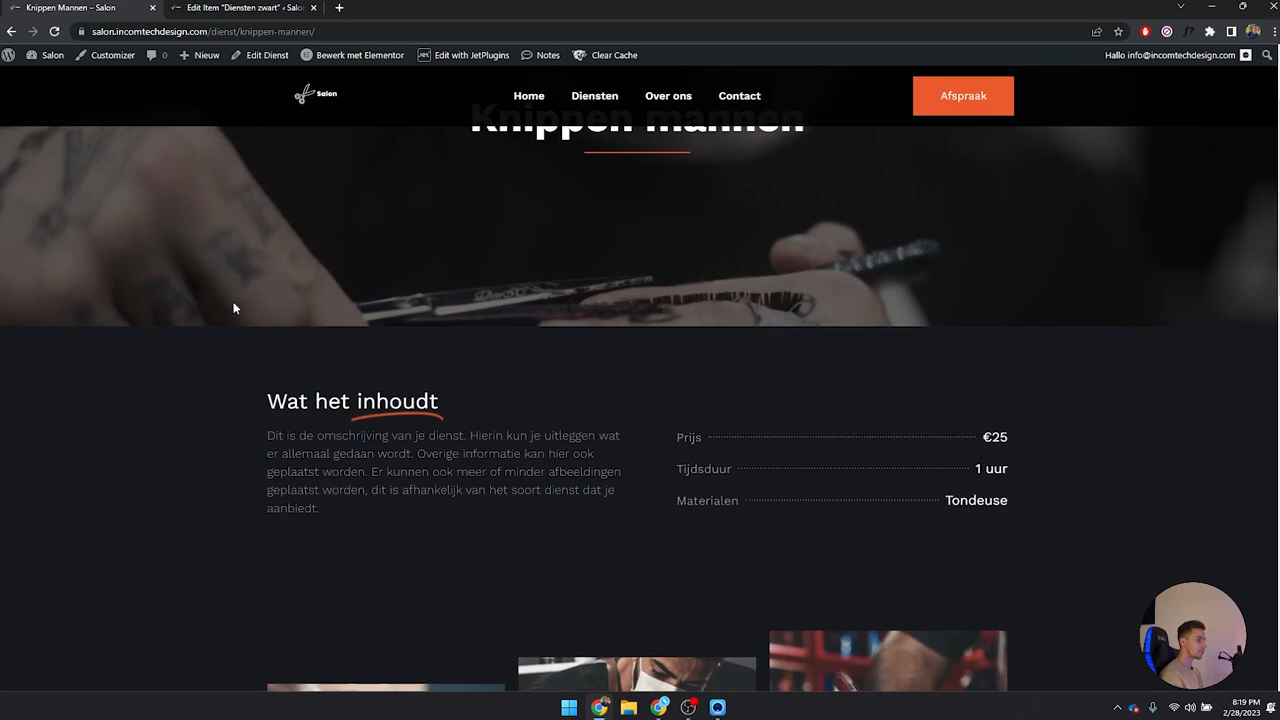 Knippen Mannen – Salon
Edit Item “Diensten zwart” ‹ Salon
salon.incomtechdesign.com/dienst/knippen-mannen/
Salon Customizer 0 Nieuw Edit Dienst Bewerk met Elementor Edit with JetPlugins Notes Clear Cache Hallo info@incomtechdesign.com
Salon
Home Diensten Over ons Contact
Afspraak
Knippen mannen
Wat het inhoudt
Dit is de omschrijving van je dienst. Hierin kun je uitleggen wat
er allemaal gedaan wordt. Overige informatie kan hier ook
geplaatst worden. Er kunnen ook meer of minder afbeeldingen
geplaatst worden, dit is afhankelijk van het soort dienst dat je
aanbiedt.
Prijs €25
Tijdsduur 1 uur
Materialen Tondeuse
8:19 PM
2/28/2023